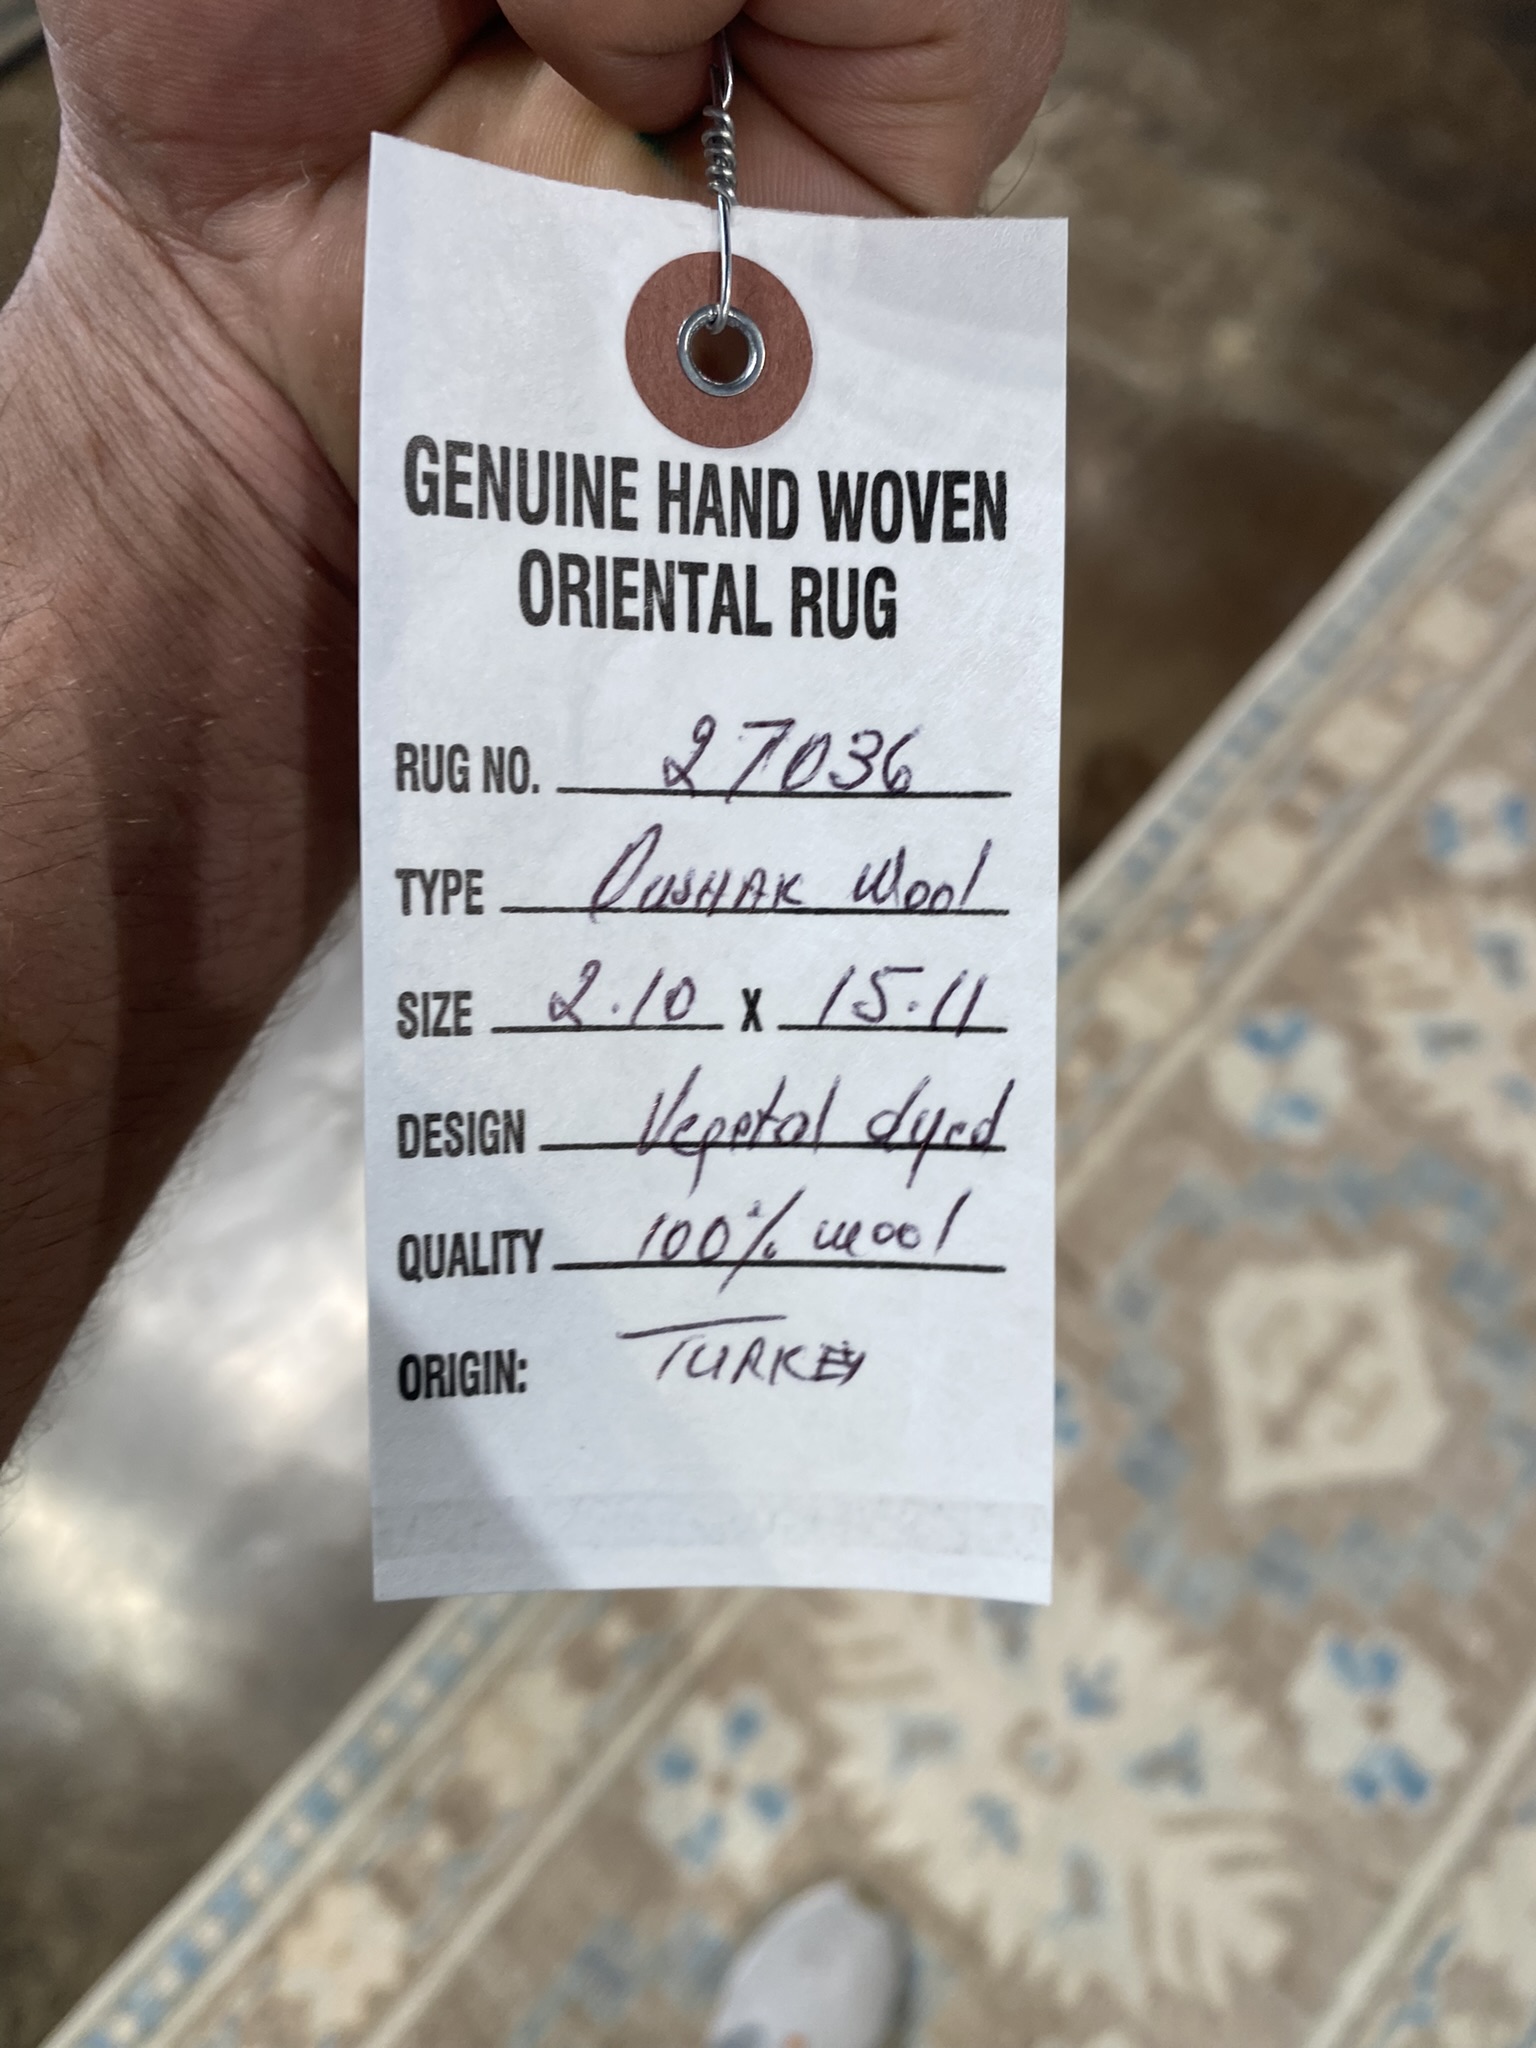 GENUINE HAND WOVEN
ORIENTAL RUG
RUG NO. 27036
TYPE Oushak Wool
SIZE 2.10 x 15.11
DESIGN Vegetal dyed
QUALITY 100% wool
ORIGIN: TURKEY